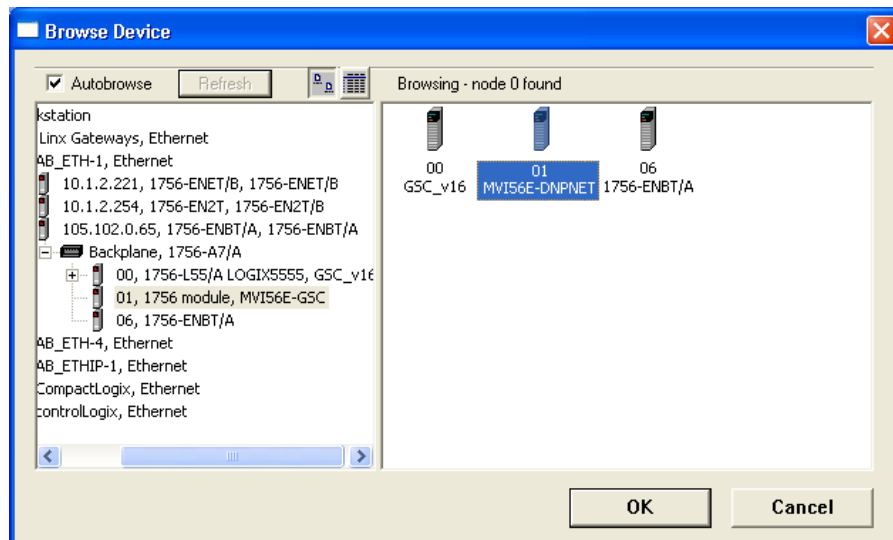 Browse Device
Autobrowse
Refresh
Browsing - node 0 found
kstation
Linx Gateways, Ethernet
AB_ETH-1, Ethernet
10.1.2.221, 1756-ENET/B, 1756-ENET/B
10.1.2.254, 1756-EN2T, 1756-EN2T/B
105.102.0.65, 1756-ENBT/A, 1756-ENBT/A
Backplane, 1756-A7/A
00, 1756-L55/A LOGIX5555, GSC_v16
01, 1756 module, MVI56E-GSC
06, 1756-ENBT/A
AB_ETH-4, Ethernet
AB_ETHIP-1, Ethernet
CompactLogix, Ethernet
controlLogix, Ethernet
00
GSC_v16
01
MVI56E-DNPNET
06
1756-ENBT/A
OK
Cancel